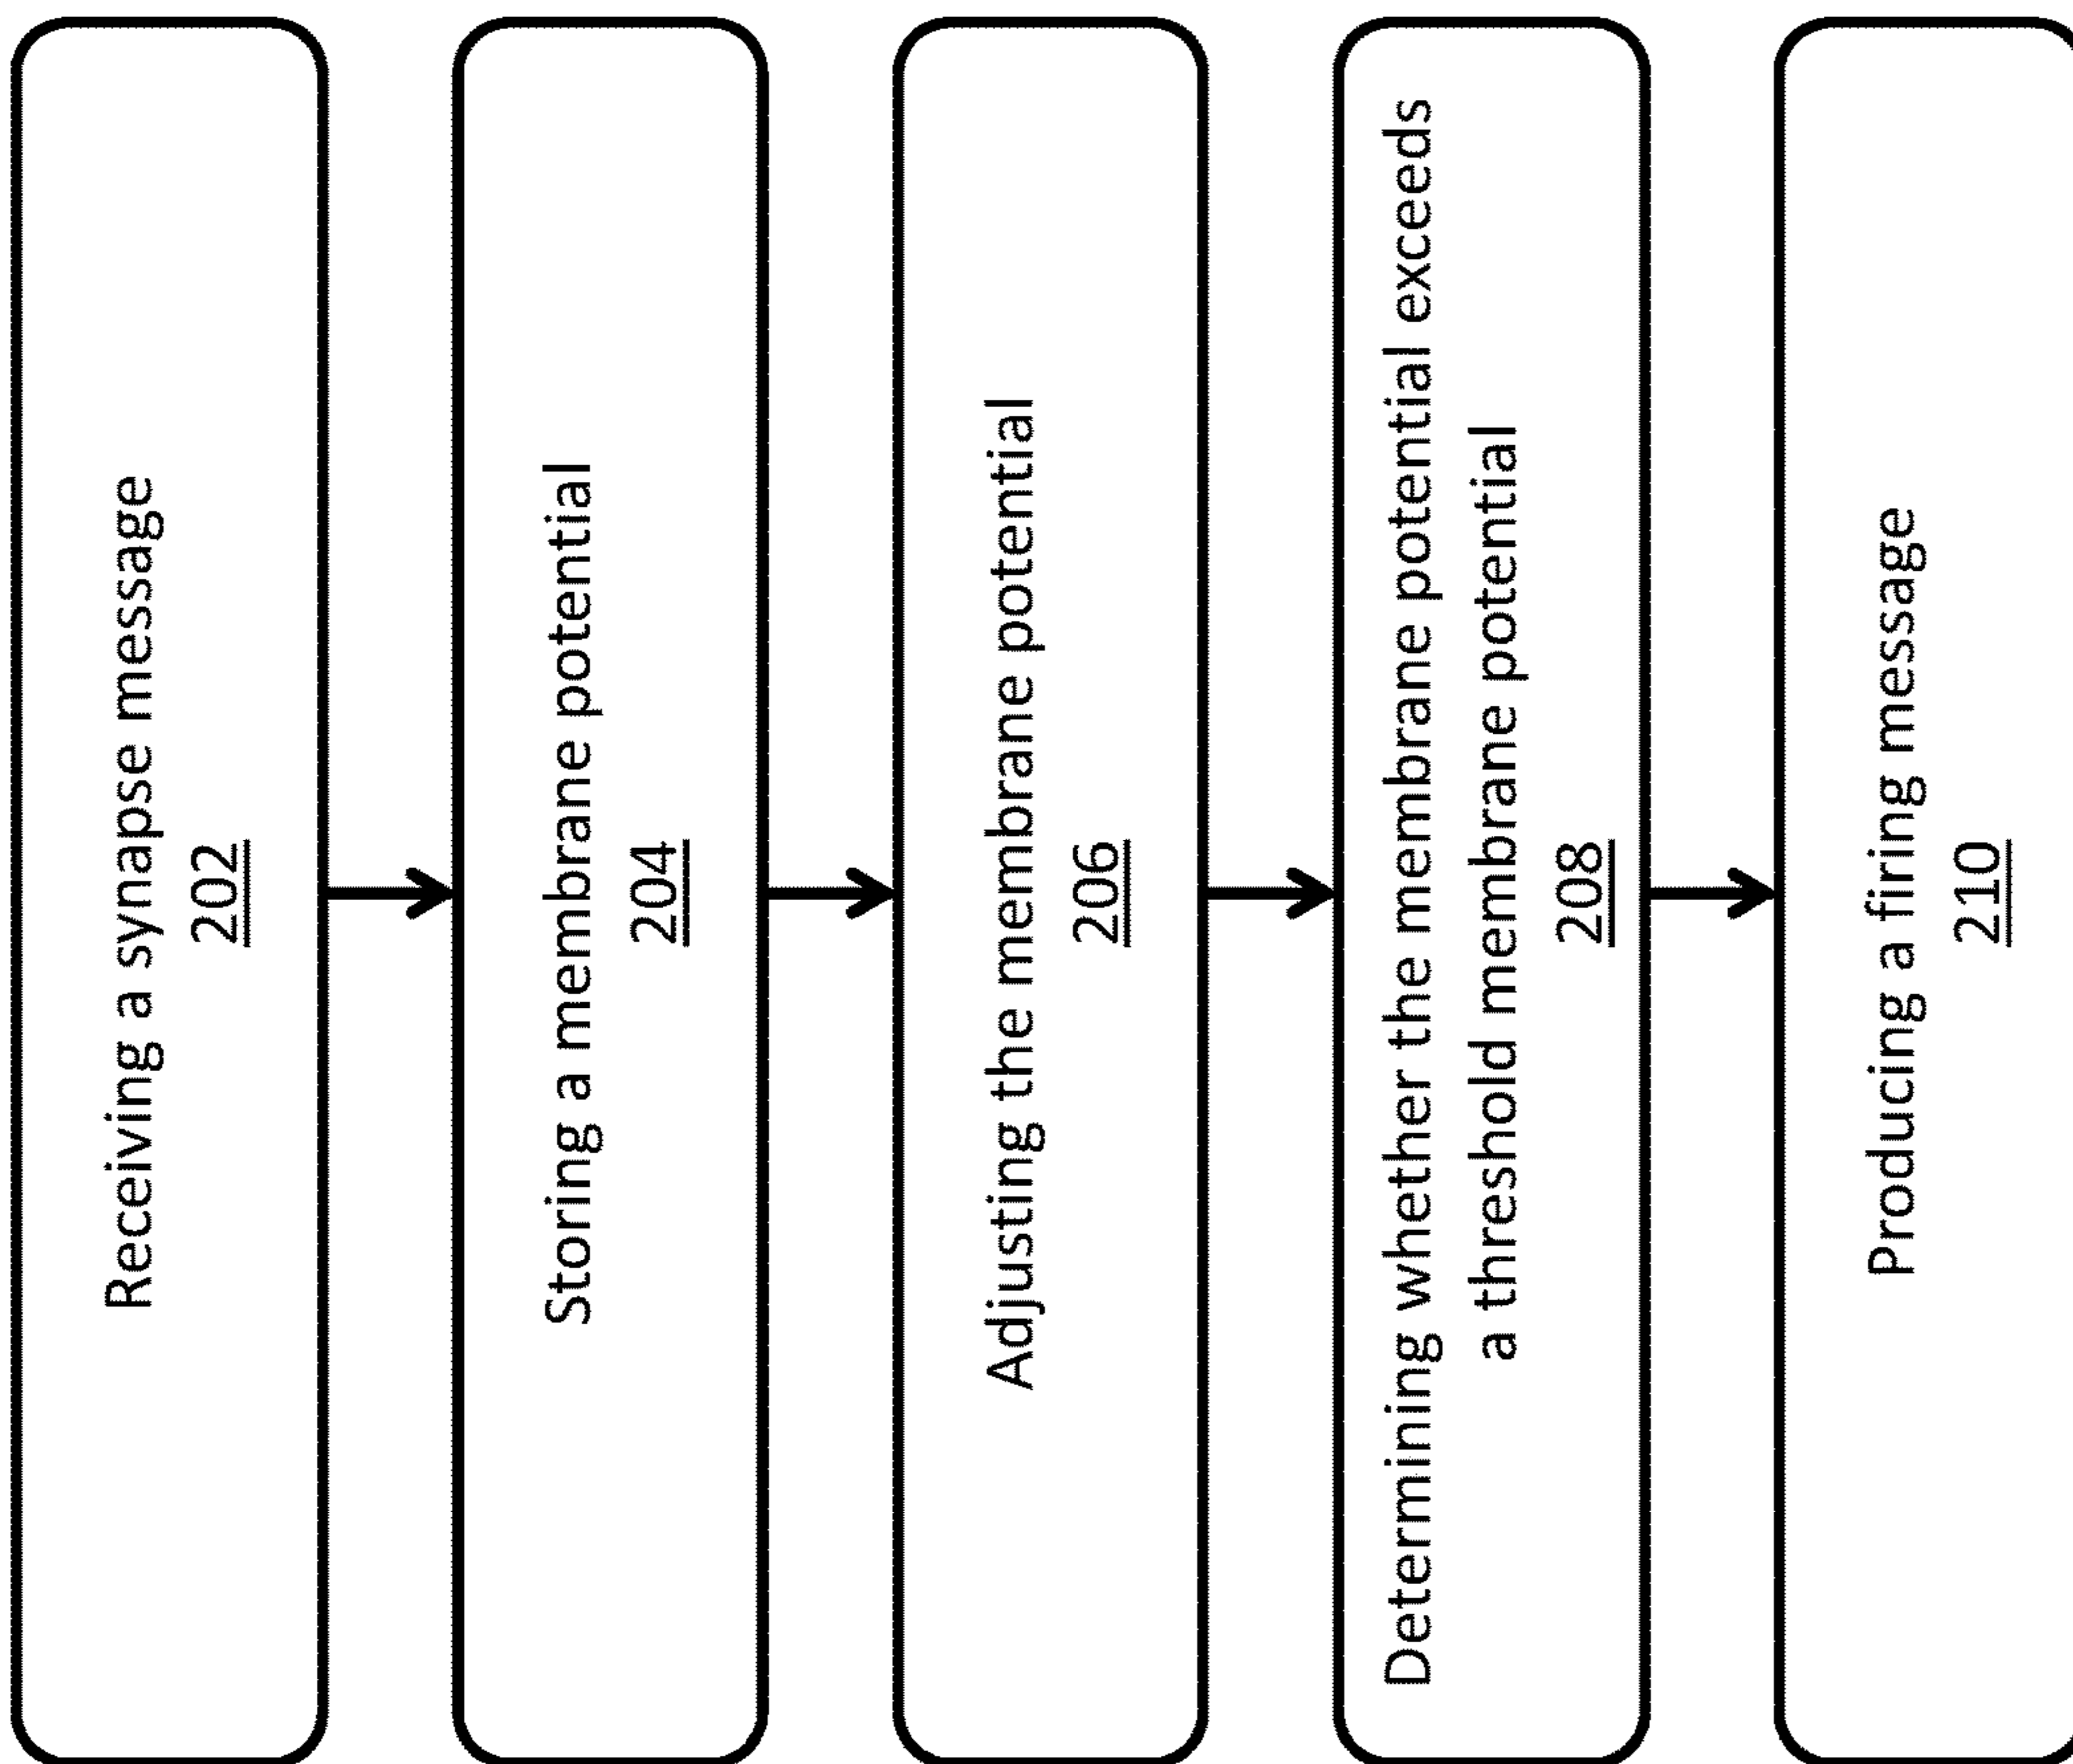 Receiving a synapse message
202
Storing a membrane potential
204
Adjusting the membrane potential
206
Determining whether the membrane potential exceeds
a threshold membrane potential
208
Producing a firing message
210